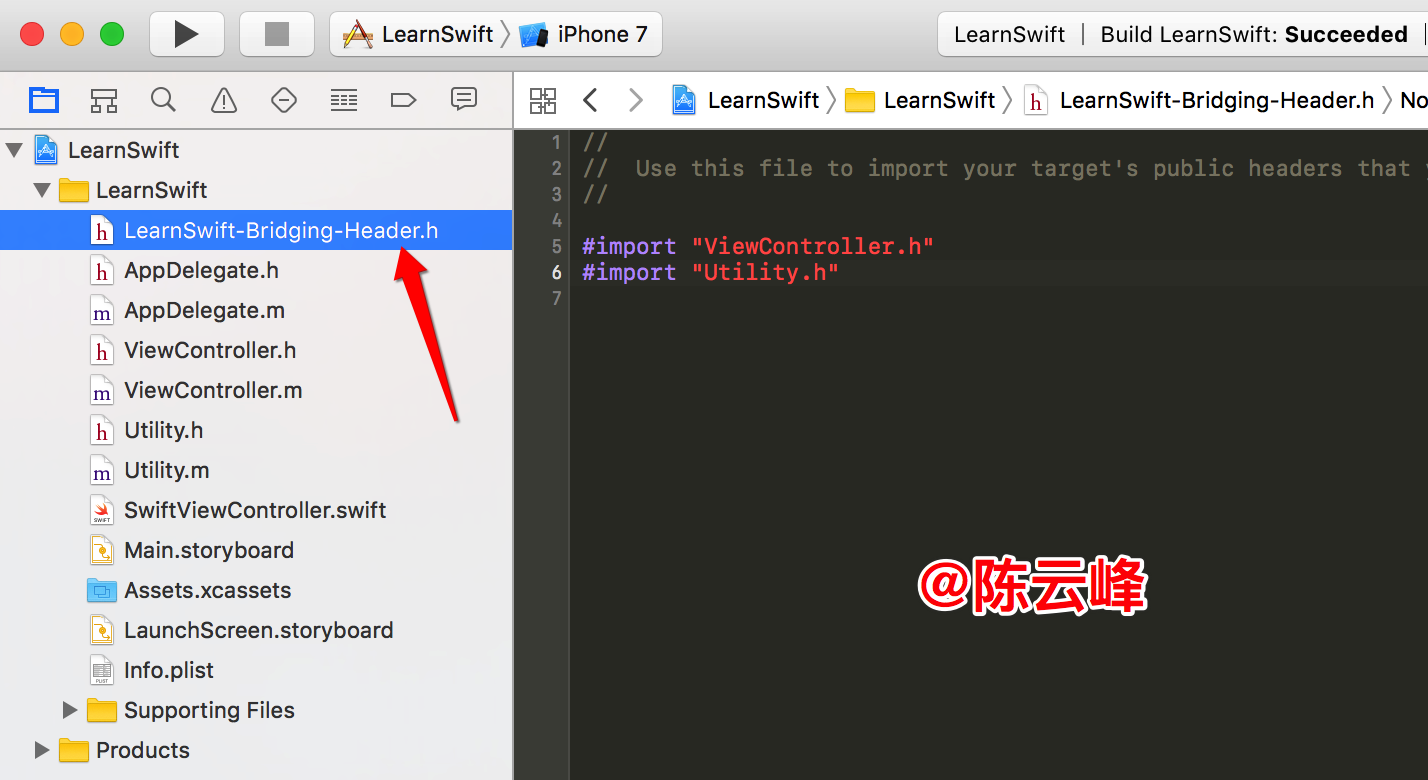 LearnSwift
iPhone 7
LearnSwift | Build LearnSwift: Succeeded
LearnSwift
LearnSwift
LearnSwift-Bridging-Header.h
No
LearnSwift
LearnSwift
LearnSwift-Bridging-Header.h
AppDelegate.h
AppDelegate.m
ViewController.h
ViewController.m
Utility.h
Utility.m
SwiftViewController.swift
Main.storyboard
Assets.xcassets
LaunchScreen.storyboard
Info.plist
Supporting Files
Products
1 //
2 //  Use this file to import your target's public headers that
3 //
4
5 #import "ViewController.h"
6 #import "Utility.h"
7
@陈云峰